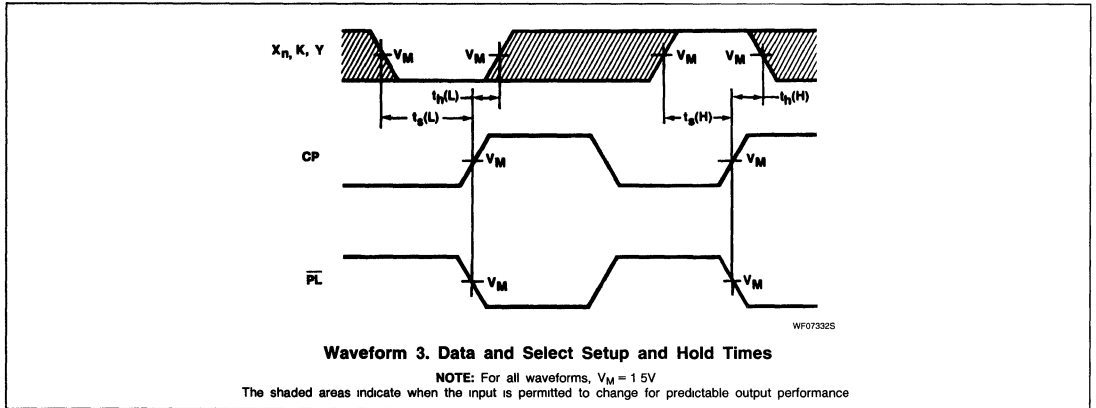 Xn, K, Y
VM
VM
VM
VM
th(L)
th(H)
ts(L)
ts(H)
CP
VM
VM
PL
VM
VM
WF07332S
Waveform 3. Data and Select Setup and Hold Times
NOTE: For all waveforms, VM = 1 5V
The shaded areas indicate when the input is permitted to change for predictable output performance